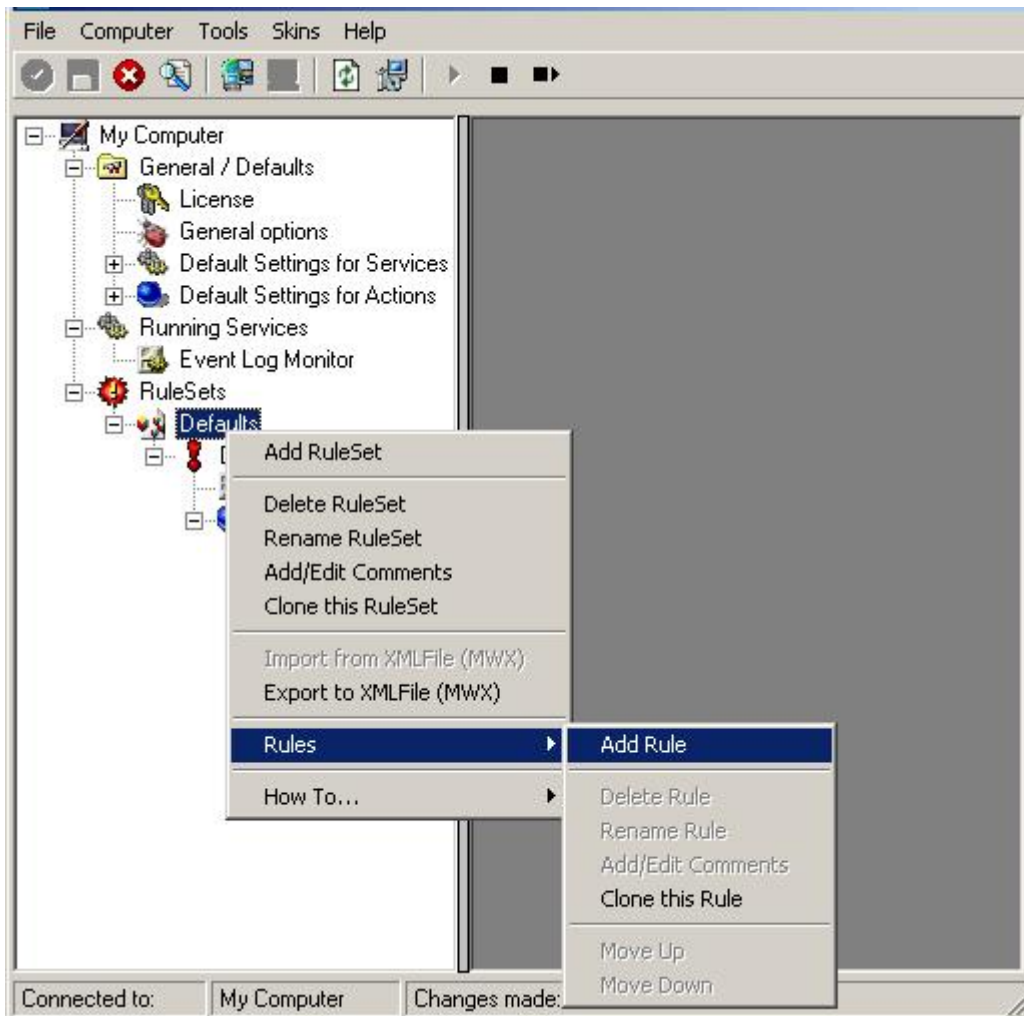 File Computer Tools Skins Help
My Computer
General / Defaults
License
General options
Default Settings for Services
Default Settings for Actions
Running Services
Event Log Monitor
RuleSets
Defaults
Add RuleSet
Delete RuleSet
Rename RuleSet
Add/Edit Comments
Clone this RuleSet
Import from XMLFile (MWX)
Export to XMLFile (MWX)
Rules
How To...
Add Rule
Delete Rule
Rename Rule
Add/Edit Comments
Clone this Rule
Move Up
Move Down
Connected to: My Computer Changes made: